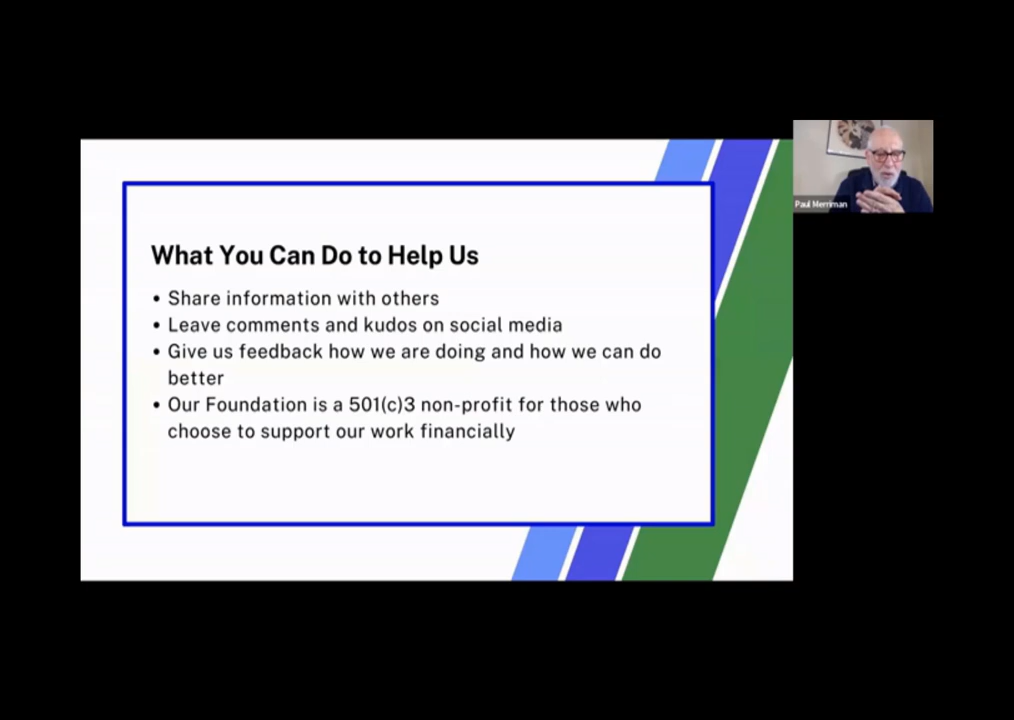 What You Can Do to Help Us
• Share information with others
• Leave comments and kudos on social media
• Give us feedback how we are doing and how we can do
better
• Our Foundation is a 501(c)3 non-profit for those who
choose to support our work financially
Paul Merriman